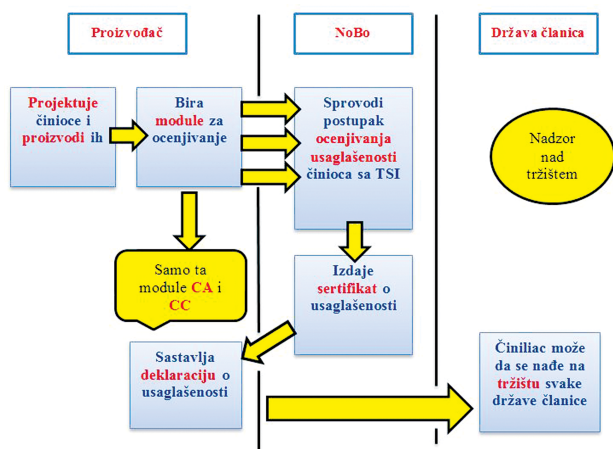 Proizvođač
NoBo
Država članica
Projektuje
činioce i
proizvodi ih
Bira
module za
ocenjivanje
Sprovodi
postupak
ocenjivanja
usaglašenosti
činioca sa TSI
Nadzor
nad
tržištem
Samo ta
module CA i
CC
Izdaje
sertifikat o
usaglašenosti
Sastavlja
deklaraciju o
usaglašenosti
Činiliac može
da se nađe na
tržištu svake
države članice